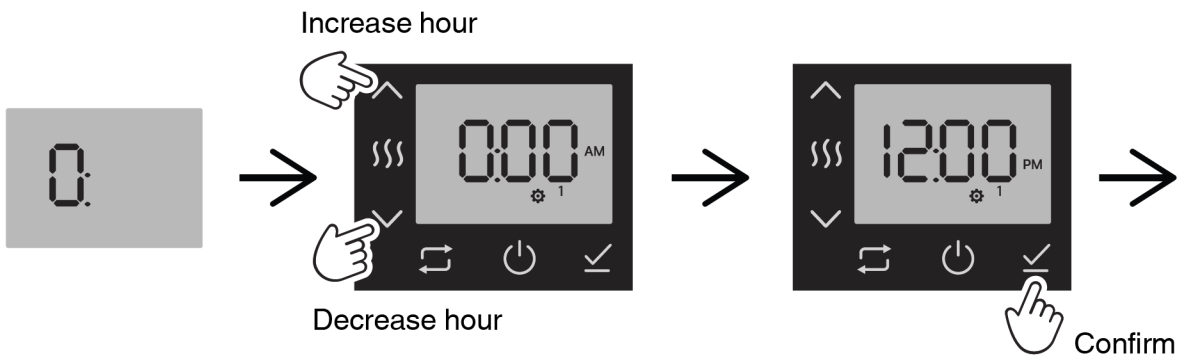 Increase hour
0:
0:00 AM
1
12:00 PM
1
Decrease hour
Confirm